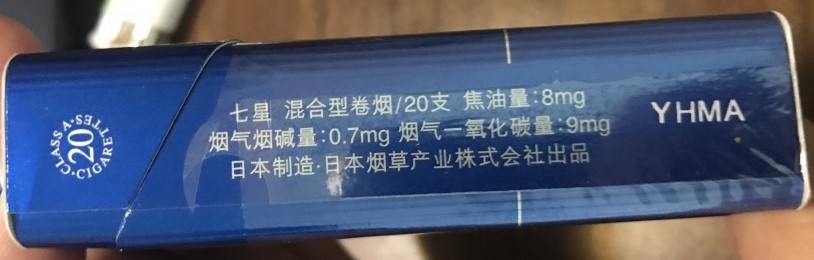 CLASS A·CIGARETTES·
20
七星 混合型卷烟/20支 焦油量:8mg
烟气烟碱量:0.7mg 烟气一氧化碳量:9mg
日本制造·日本烟草产业株式会社出品
YHMA